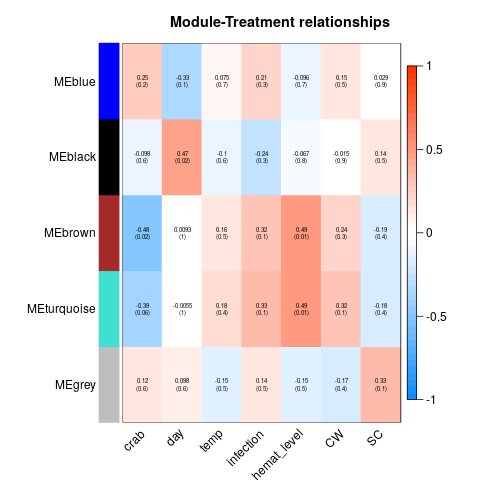 Module-Treatment relationships
MEblue
0.25 -0.33 0.075 0.21 -0.096 0.15 0.029
(0.2) (0.1) (0.7) (0.3) (0.7) (0.5) (0.9)
MEblack
-0.098 0.47 -0.1 -0.24 -0.067 -0.015 0.14
(0.6) (0.02) (0.6) (0.3) (0.8) (0.9) (0.5)
MEbrown
-0.48 0.0093 0.16 0.32 0.49 0.24 -0.19
(0.02) (1) (0.5) (0.1) (0.01) (0.3) (0.4)
MEturquoise
-0.39 -0.0055 0.18 0.33 0.49 0.32 -0.18
(0.06) (1) (0.4) (0.1) (0.01) (0.1) (0.4)
MEgrey
0.12 0.098 -0.15 0.14 -0.15 -0.17 0.33
(0.6) (0.6) (0.5) (0.5) (0.5) (0.4) (0.1)
crab day temp infection hemat_level CW SC
1
0.5
0
-0.5
-1